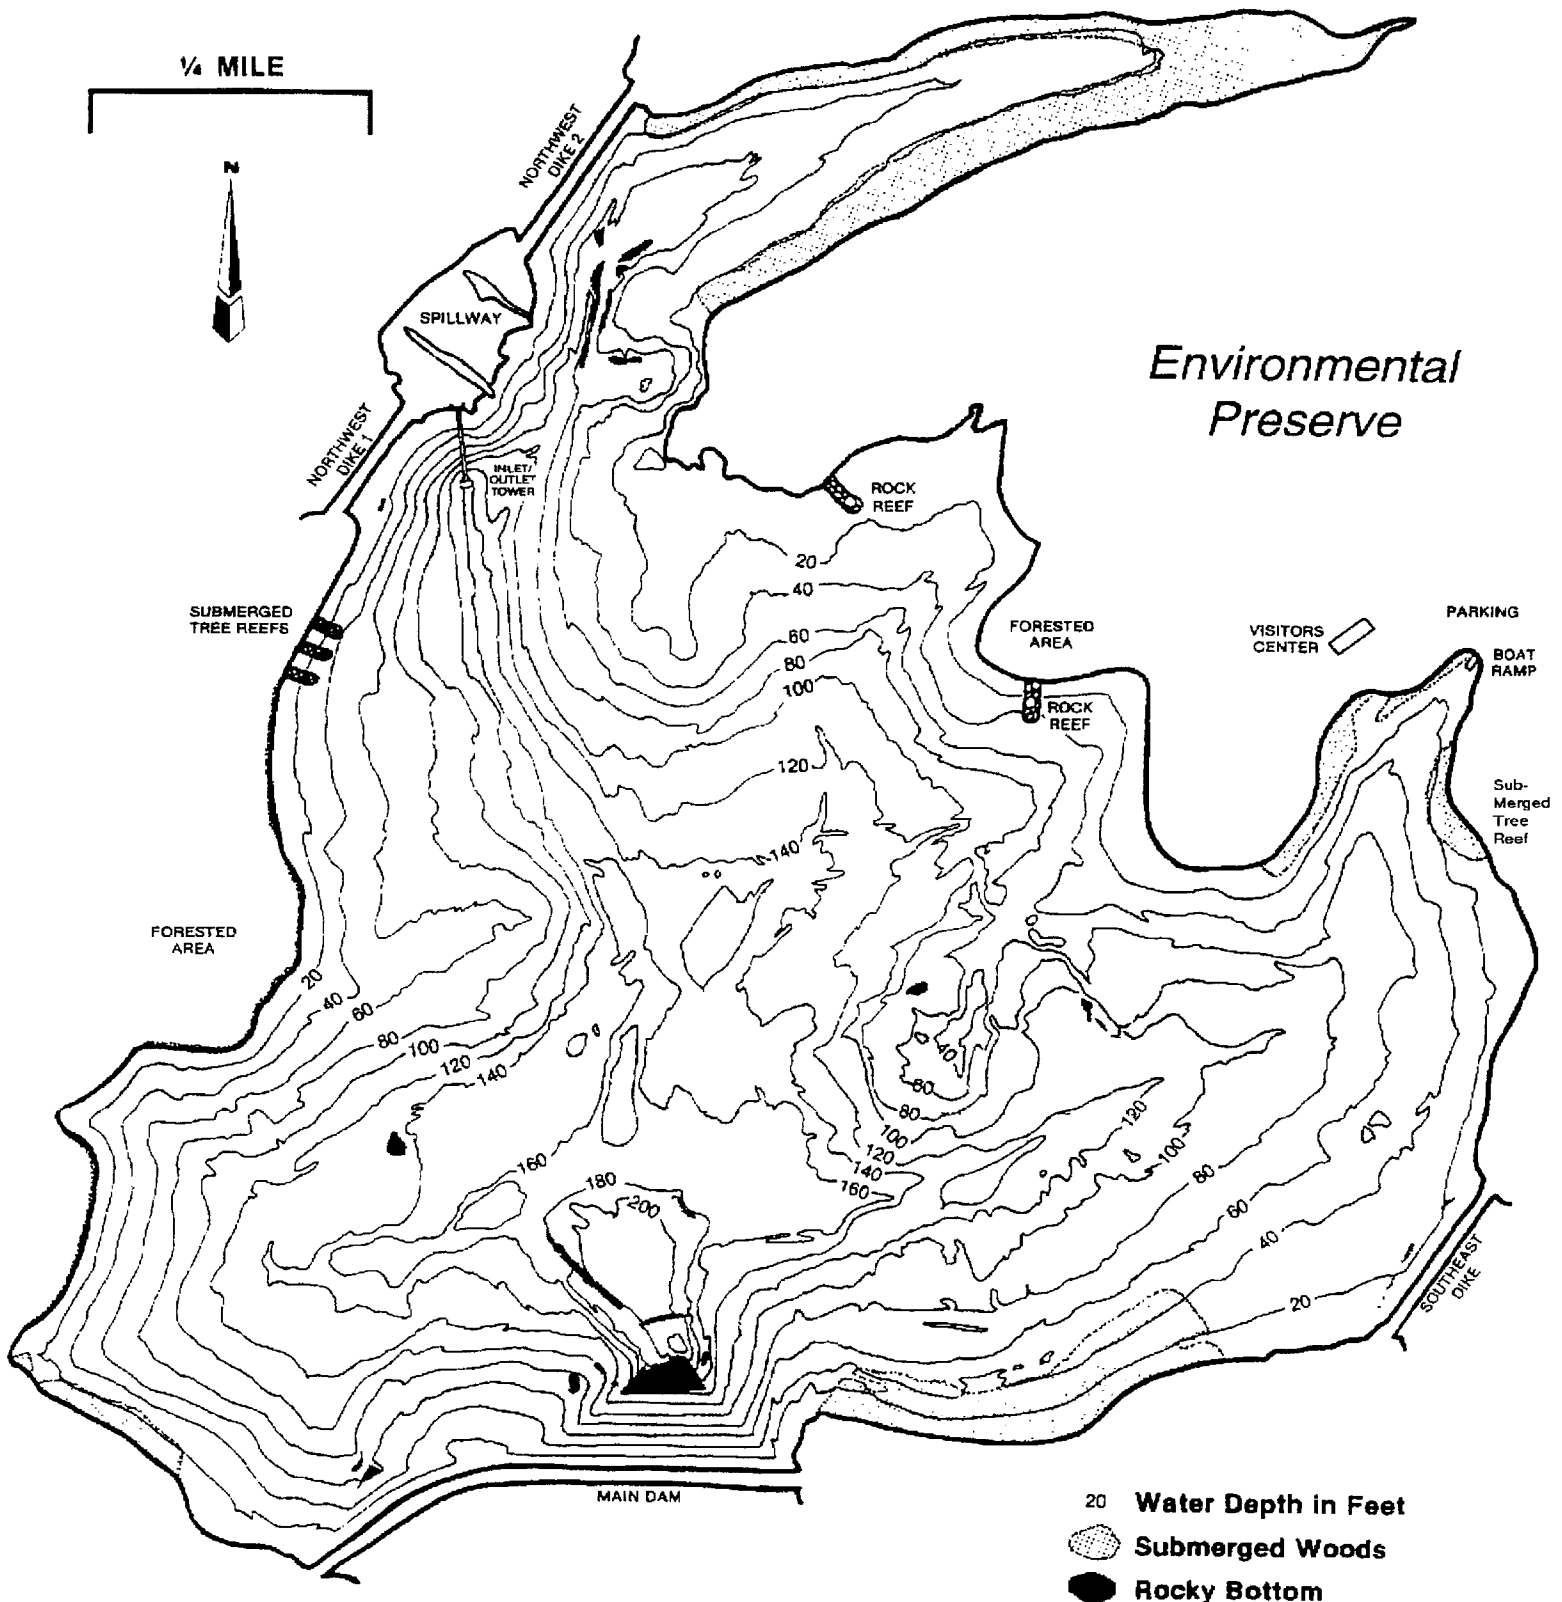 ¼ MILE
N
NORTHWEST
DIKE 2
SPILLWAY
Environmental
Preserve
NORTHWEST
DIKE 1
INLET/
OUTLET
TOWER
ROCK
REEF
20
40
60
80
100
120
140
SUBMERGED
TREE REEFS
FORESTED
AREA
VISITORS
CENTER
PARKING
BOAT
RAMP
ROCK
REEF
Sub-
Merged
Tree
Reef
FORESTED
AREA
20
40
60
80
100
120
140
160
180
200
40
60
80
100
120
140
160
120
100
80
60
40
20
SOUTHEAST
DIKE
MAIN DAM
20 Water Depth in Feet
Submerged Woods
Rocky Bottom